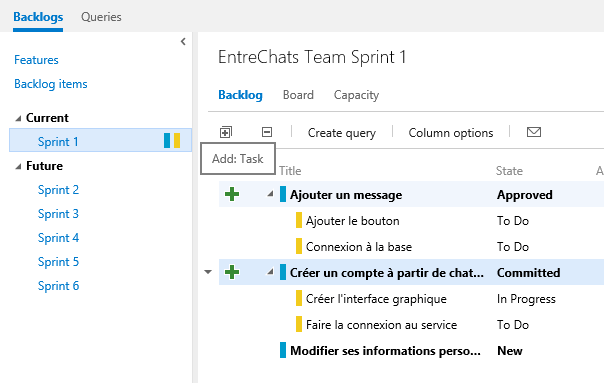 Backlogs Queries
Features
Backlog items
Current
Sprint 1
Future
Sprint 2
Sprint 3
Sprint 4
Sprint 5
Sprint 6
EntreChats Team Sprint 1
Backlog Board Capacity
Create query Column options
Add: Task
Title State A
Ajouter un message Approved
Ajouter le bouton To Do
Connexion à la base To Do
Créer un compte à partir de chat... Committed
Créer l'interface graphique In Progress
Faire la connexion au service To Do
Modifier ses informations perso... New